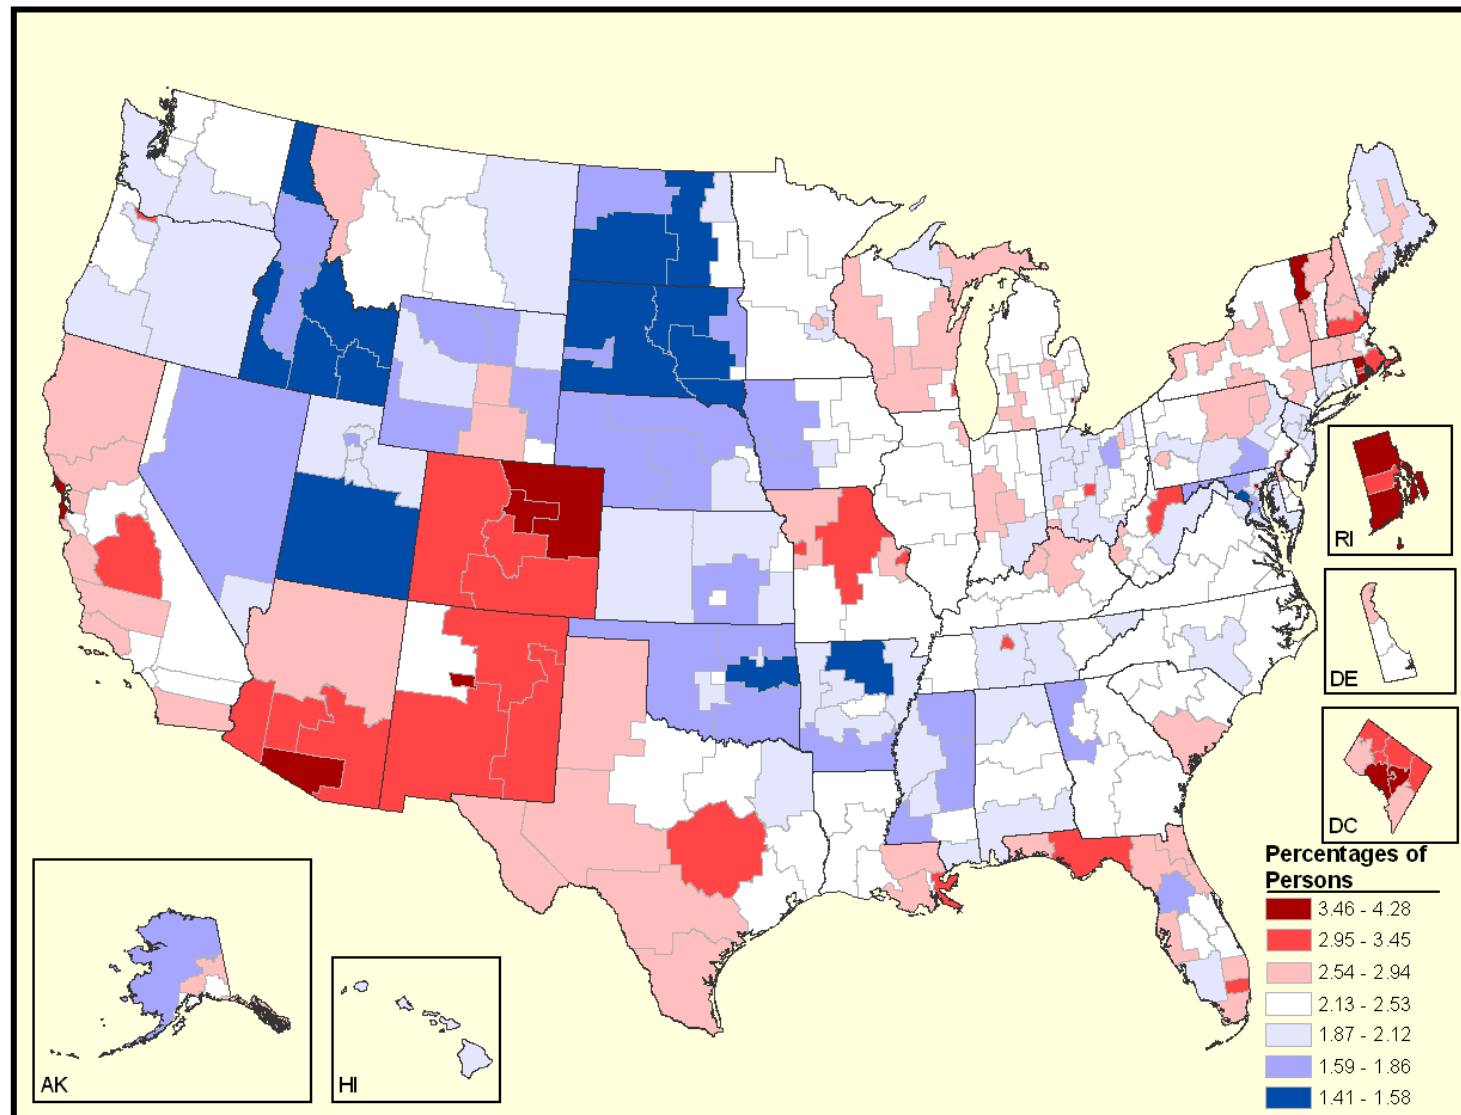 RI
DE
DC
AK
HI
Percentages of
Persons
3.46 - 4.28
2.95 - 3.45
2.54 - 2.94
2.13 - 2.53
1.87 - 2.12
1.59 - 1.86
1.41 - 1.58